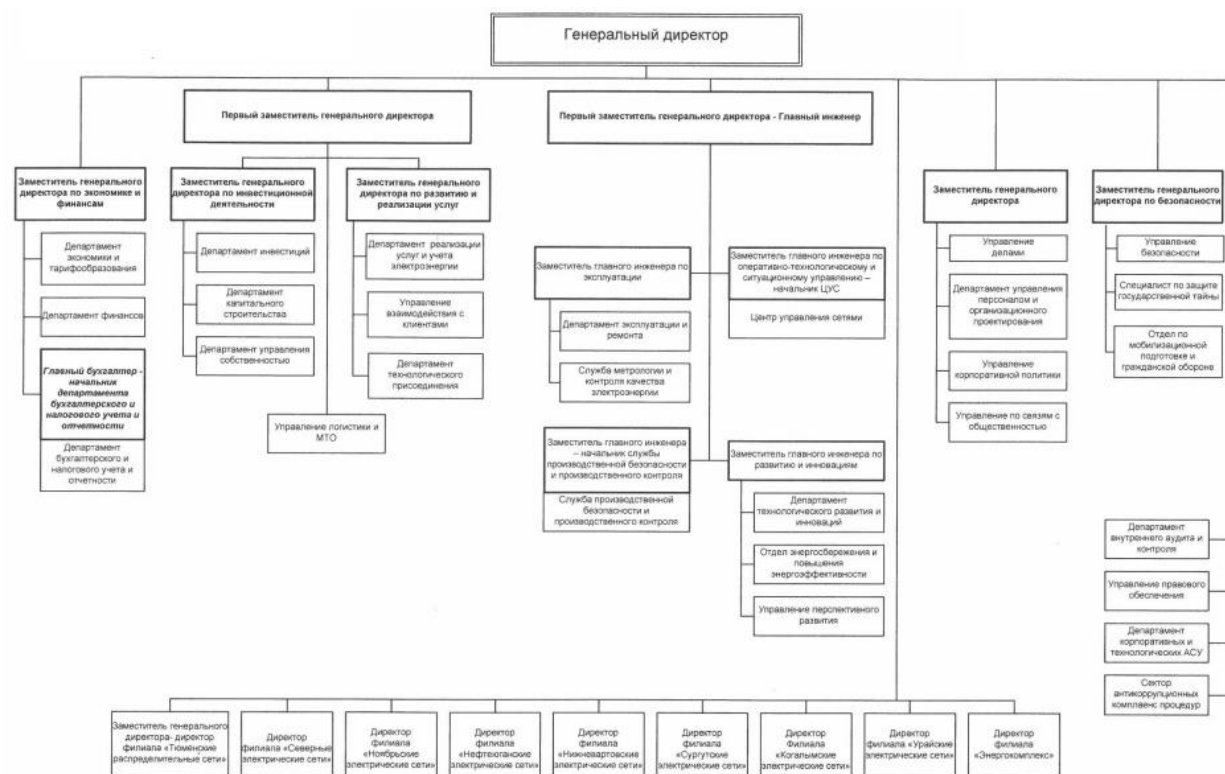 Генеральный директор
Первый заместитель генерального директора
Первый заместитель генерального директора - Главный инженер
Заместитель генерального
директора по экономике и
финансам
Департамент
экономики и
тарифообразования
Департамент финансов
Главный бухгалтер -
начальник
департамента
бухгалтерского и
налогового учета и
отчетности
Департамент
бухгалтерского и
налогового учета и
отчетности
Заместитель генерального
директора по инвестиционной
деятельности
Департамент инвестиций
Департамент
капитального
строительства
Департамент управления
собственностью
Заместитель генерального
директора по развитию и
реализации услуг
Департамент реализации
услуг и учета
электроэнергии
Управление
взаимодействия с
клиентами
Департамент
технологического
присоединения
Управление логистики и
МТО
Заместитель главного инженера по
эксплуатации
Департамент эксплуатации и
ремонта
Служба метрологии и
контроля качества
электроэнергии
Заместитель главного инженера по
оперативно-технологическому и
ситуационному управлению –
начальник ЦУС
Центр управления сетями
Заместитель главного инженера
– начальник службы
производственной безопасности
и производственного контроля
Служба производственной
безопасности и
производственного контроля
Заместитель главного инженера по
развитию и инновациям
Департамент
технологического развития и
инноваций
Отдел энергосбережения и
повышения
энергоэффективности
Управление перспективного
развития
Заместитель генерального
директора
Управление
делами
Департамент управления
персоналом и
организационного
проектирования
Управление
корпоративной политики
Управление по связям с
общественностью
Заместитель генерального
директора по безопасности
Управление
безопасности
Специалист по защите
государственной тайны
Отдел по
мобилизационной
подготовке и
гражданской обороне
Департамент
внутреннего аудита и
контроля
Управление правового
обеспечения
Департамент
корпоративных и
технологических АСУ
Сектор
антикоррупционных
комплаенс процедур
Заместитель генерального
директора- директор
филиала «Тюменские
распределительные сети»
Директор
филиала «Северные
электрические сети»
Директор
филиала
«Ноябрьские
электрические сети»
Директор
филиала
«Нефтеюганские
электрические сети»
Директор
филиала
«Нижневартовские
электрические сети»
Директор
филиала
«Сургутские
электрические сети»
Директор
Филиала
«Когалымские
электрические сети»
Директор
филиала «Урайские
электрические сети»
Директор
филиала
«Энергокомплекс»